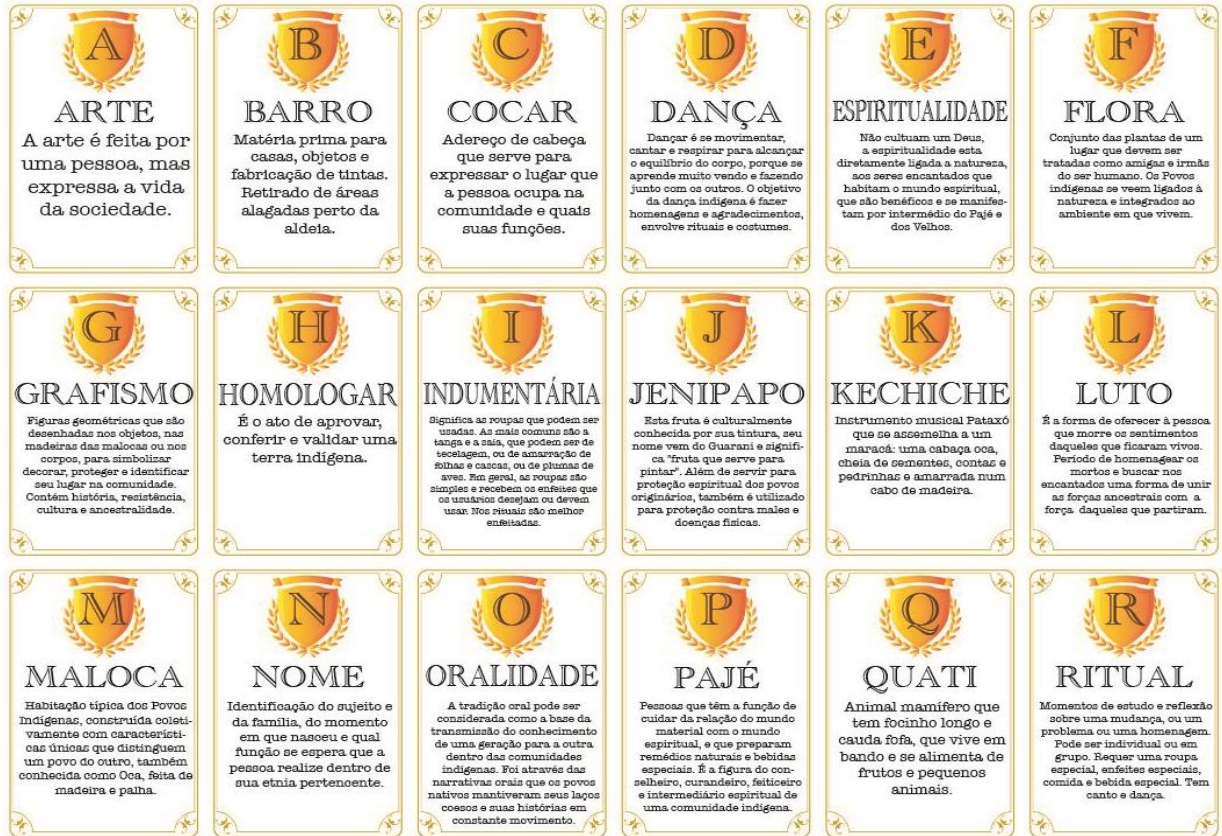 A
ARTE
A arte é feita por
uma pessoa, mas
expressa a vida
da sociedade.
B
BARRO
Matéria prima para
casas, objetos e
fabricação de tintas.
Retirado de áreas
alagadas perto da
aldeia.
C
COCAR
Adereço de cabeça
que serve para
expressar o lugar que
a pessoa ocupa na
comunidade e quais
suas funções.
D
DANÇA
Dançar é se movimentar,
cantar e respirar para alcançar
o equilíbrio do corpo, porque se
aprende muito vendo e fazendo
junto com os outros. O objetivo
da dança indígena é fazer
homenagens e agradecimentos,
envolve rituais e costumes.
E
ESPIRITUALIDADE
Não cultuam um Deus,
a espiritualidade esta
diretamente ligada a natureza,
aos seres encantados que
habitam o mundo espiritual,
que são benéficos e se manifes-
tam por intermédio do Pajé e
dos Velhos.
F
FLORA
Conjunto das plantas de um
lugar que devem ser
tratadas como amigas e irmãs
do ser humano. Os Povos
indígenas se veem ligados à
natureza e integrados ao
ambiente em que vivem.
G
GRAFISMO
Figuras geométricas que são
desenhadas nos objetos, nas
madeiras das malocas ou nos
corpos, para simbolizar
decorar, proteger e identificar
seu lugar na comunidade.
Contém história, resistência,
cultura e ancestralidade.
H
HOMOLOGAR
É o ato de aprovar,
conferir e validar uma
terra indígena.
I
INDUMENTÁRIA
Significa as roupas que podem ser
usadas. As mais comuns são a
tanga e a saia, que podem ser de
tecelagem, ou de amarração de
folhas e cascas, ou de plumas de
aves. Em geral, as roupas são
simples e recebem os enfeites que
os usuários desejam ou devem
usar. Nos rituais são melhor
enfeitadas.
J
JENIPAPO
Esta fruta é culturalmente
conhecida por sua tintura, seu
nome vem do Guarani e signifi-
ca "fruta que serve para
pintar". Além de servir para
proteção espiritual dos povos
originários, também é utilizado
para proteção contra males e
doenças físicas.
K
KECHICHE
Instrumento musical Pataxó
que se assemelha a um
maracá: uma cabaça oca,
cheia de sementes, contas e
pedrinhas e amarrada num
cabo de madeira.
L
LUTO
É a forma de oferecer à pessoa
que morre os sentimentos
daqueles que ficaram vivos.
Período de homenagear os
mortos e buscar nos
encantados uma forma de unir
as forças ancestrais com a
força daqueles que partiram.
M
MALOCA
Habitação típica dos Povos
Indígenas, construída coleti-
vamente com característi-
cas únicas que distinguem
um povo do outro, também
conhecida como Oca, feita de
madeira e palha.
N
NOME
Identificação do sujeito e
da família, do momento
em que nasceu e qual
função se espera que a
pessoa realize dentro de
sua etnia pertencente.
O
ORALIDADE
A tradição oral pode ser
considerada como a base da
transmissão do conhecimento
de uma geração para a outra
dentro das comunidades
indígenas. Foi através das
narrativas orais que os povos
nativos mantiveram seus laços
coesos e suas histórias em
constante movimento.
P
PAJÉ
Pessoas que têm a função de
cuidar da relação do mundo
material com o mundo
espiritual, e que preparam
remédios naturais e bebidas
especiais. É a figura do con-
selheiro, curandeiro, feiticeiro
e intermediário espiritual de
uma comunidade indígena.
Q
QUATI
Animal mamífero que
tem focinho longo e
cauda fofa, que vive em
bando e se alimenta de
frutos e pequenos
animais.
R
RITUAL
Momentos de estudo e reflexão
sobre uma mudança, ou um
problema ou uma homenagem.
Pode ser individual ou em
grupo. Requer uma roupa
especial, enfeites especiais,
comida e bebida especial. Tem
canto e dança.